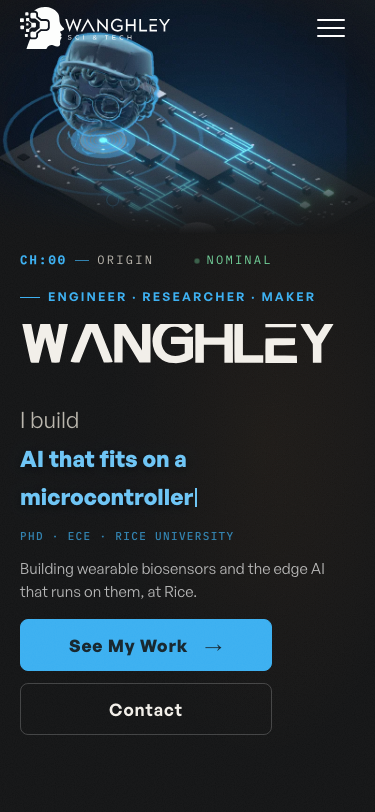 WANGHLEY
SCI & TECH
CH:00 — ORIGIN • NOMINAL
— ENGINEER · RESEARCHER · MAKER
WANGHLEY
I build
AI that fits on a
microcontroller|
PHD · ECE · RICE UNIVERSITY
Building wearable biosensors and the edge AI
that runs on them, at Rice.
See My Work →
Contact